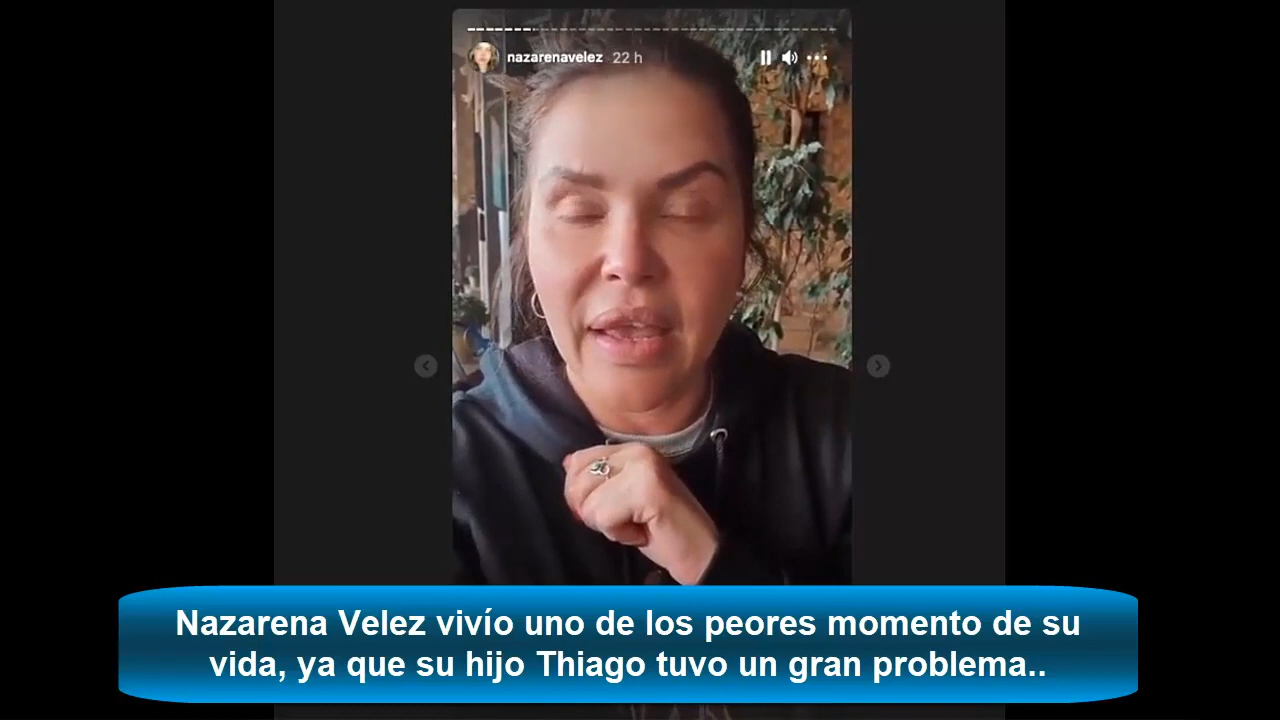 nazarenavelez 22 h
Nazarena Velez vivío uno de los peores momento de su
vida, ya que su hijo Thiago tuvo un gran problema..